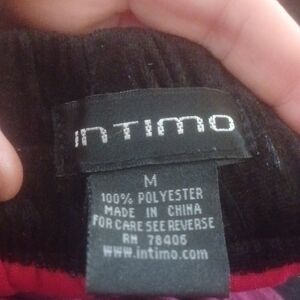 INTIMO
M
100% POLYESTER
MADE IN CHINA
FOR CARE SEE REVERSE
RN 78406
www.intimo.com